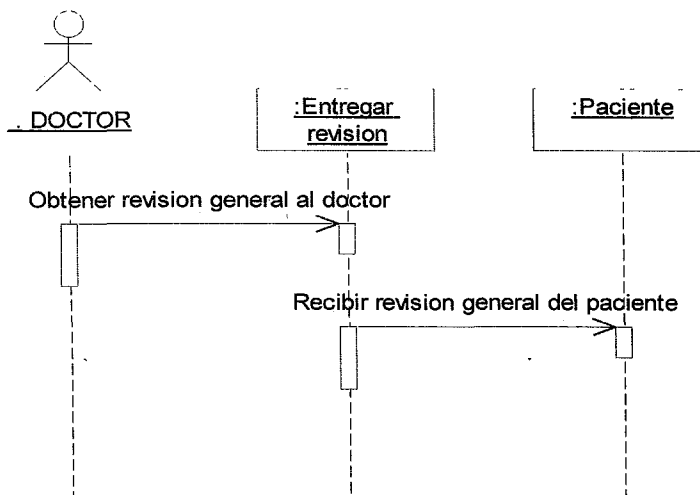 : DOCTOR
:Entregar
revision
:Paciente
Obtener revision general al doctor
Recibir revision general del paciente